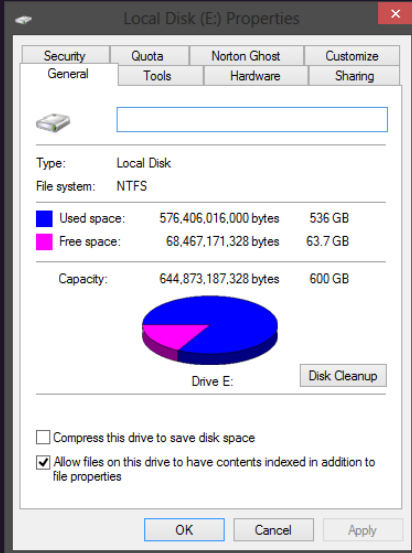 Local Disk (E:) Properties
Security Quota Norton Ghost Customize
General Tools Hardware Sharing
Type: Local Disk
File system: NTFS
Used space: 576,406,016,000 bytes 536 GB
Free space: 68,467,171,328 bytes 63.7 GB
Capacity: 644,873,187,328 bytes 600 GB
Drive E:
Disk Cleanup
Compress this drive to save disk space
Allow files on this drive to have contents indexed in addition to
file properties
OK Cancel Apply